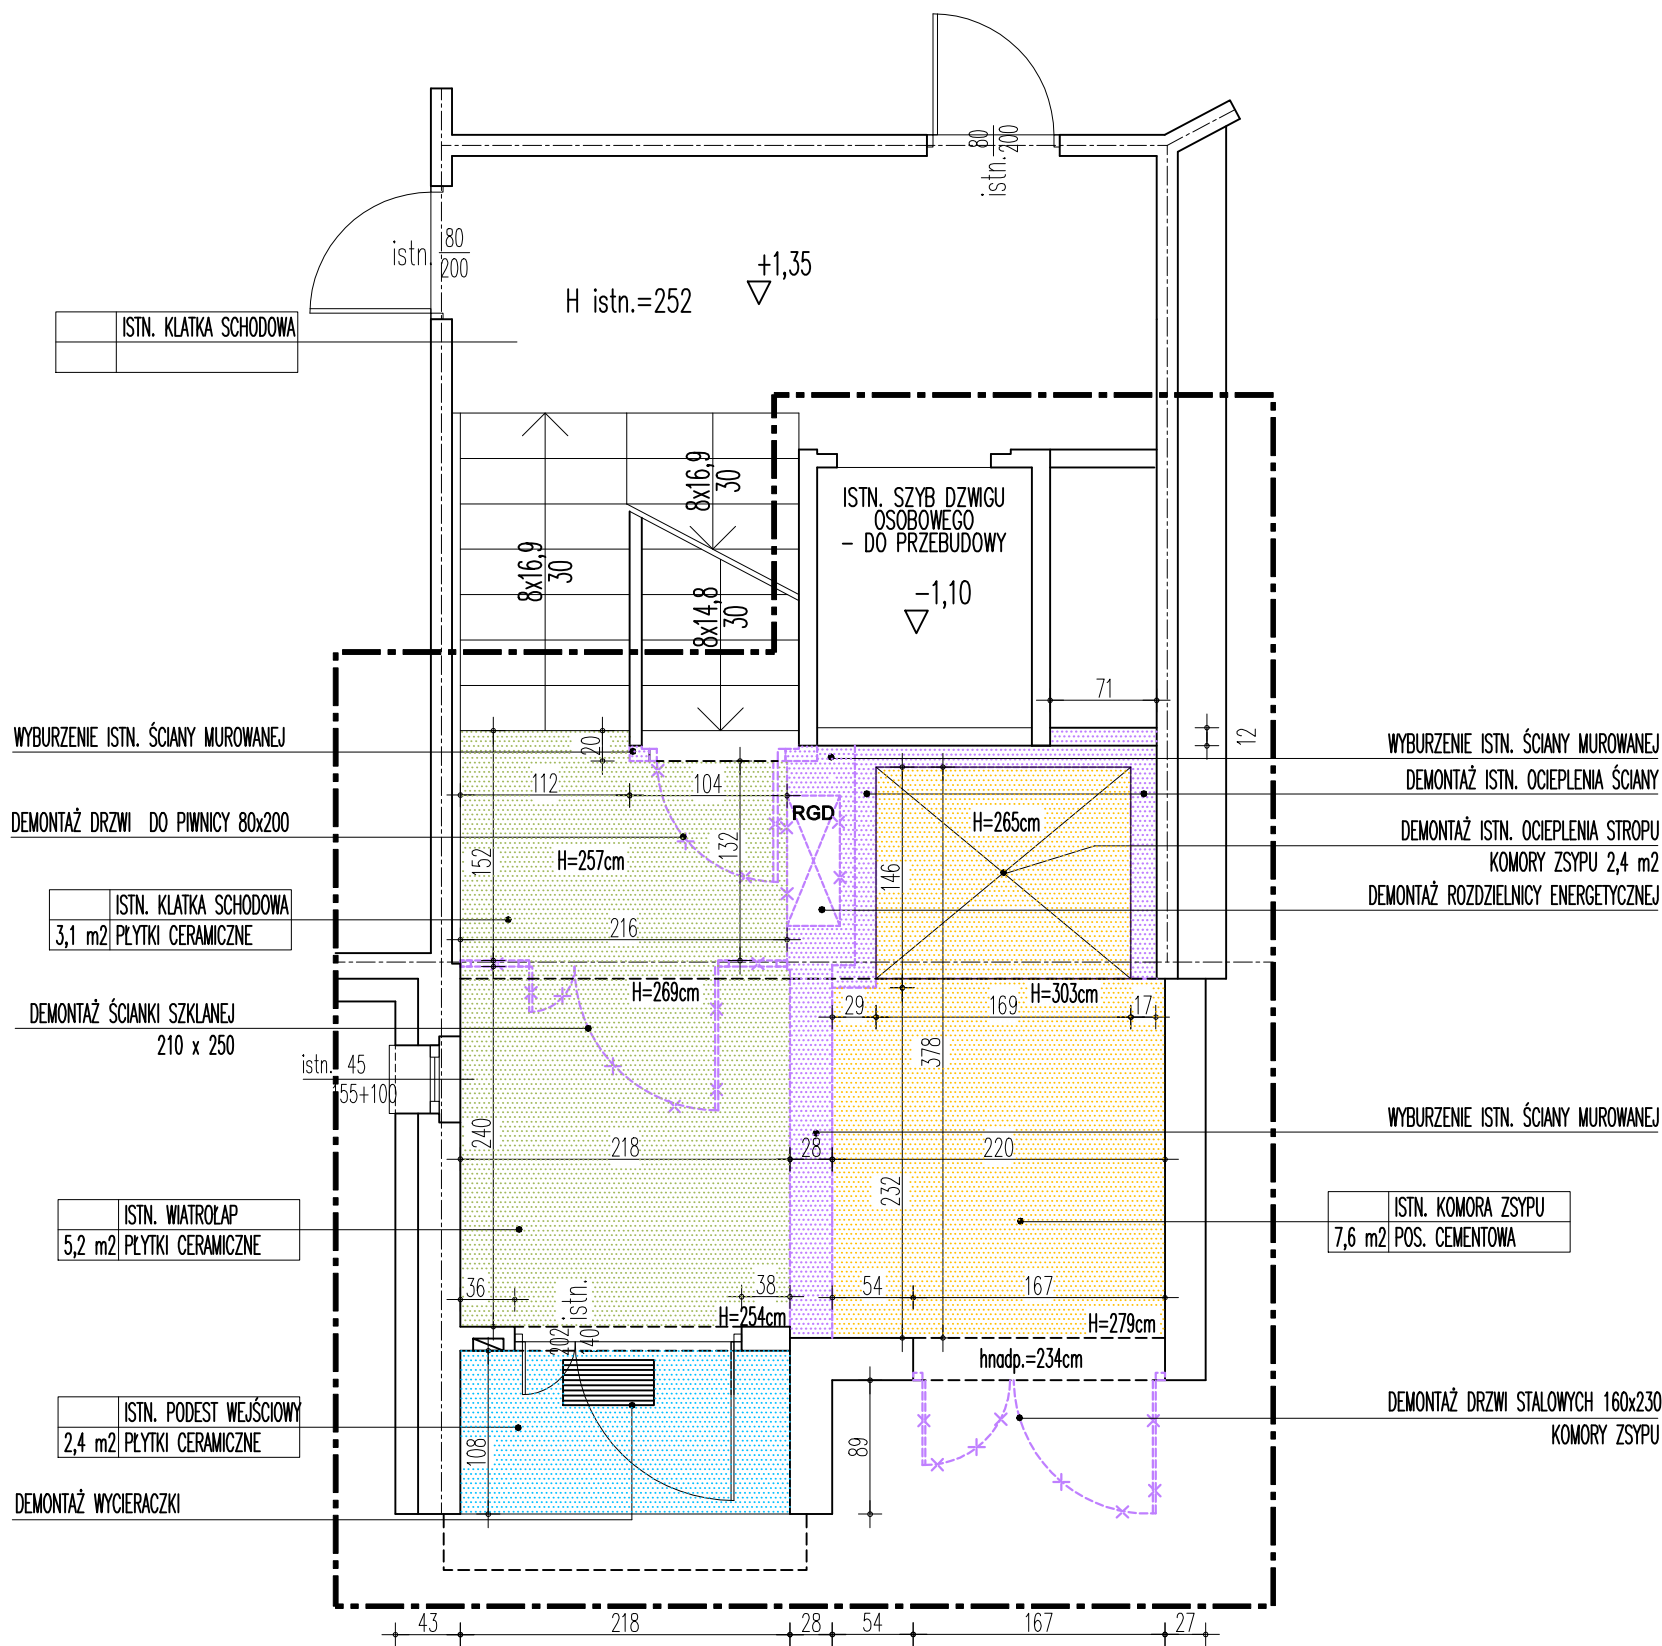 80
200
istn.
istn.
80
200
+1,35
H istn.=252
ISTN. KLATKA SCHODOWA
8x16,9
30
8x16,9
30
8x14,8
30
ISTN. SZYB DZWIGU
OSOBOWEGO
- DO PRZEBUDOWY
-1,10
71
12
WYBURZENIE ISTN. ŚCIANY MUROWANEJ
20
WYBURZENIE ISTN. ŚCIANY MUROWANEJ
DEMONTAŻ ISTN. OCIEPLENIA ŚCIANY
112
104
RGD
H=265cm
DEMONTAŻ DRZWI DO PIWNICY 80x200
DEMONTAŻ ISTN. OCIEPLENIA STROPU
KOMORY ZSYPU 2,4 m2
152
H=257cm
132
146
DEMONTAŻ ROZDZIELNICY ENERGETYCZNEJ
ISTN. KLATKA SCHODOWA
3,1 m2 PŁYTKI CERAMICZNE
216
H=269cm
H=303cm
29
169
17
DEMONTAŻ ŚCIANKI SZKLANEJ
210 x 250
378
istn. 45
155+100
WYBURZENIE ISTN. ŚCIANY MUROWANEJ
240
218
28
220
232
ISTN. WIATROŁAP
5,2 m2 PŁYTKI CERAMICZNE
ISTN. KOMORA ZSYPU
7,6 m2 POS. CEMENTOWA
36
istn.
38
54
167
H=254cm
H=279cm
202
140
hnadp.=234cm
ISTN. PODEST WEJŚCIOWY
2,4 m2 PŁYTKI CERAMICZNE
DEMONTAŻ DRZWI STALOWYCH 160x230
KOMORY ZSYPU
108
89
DEMONTAŻ WYCIERACZKI
43
218
28
54
167
27